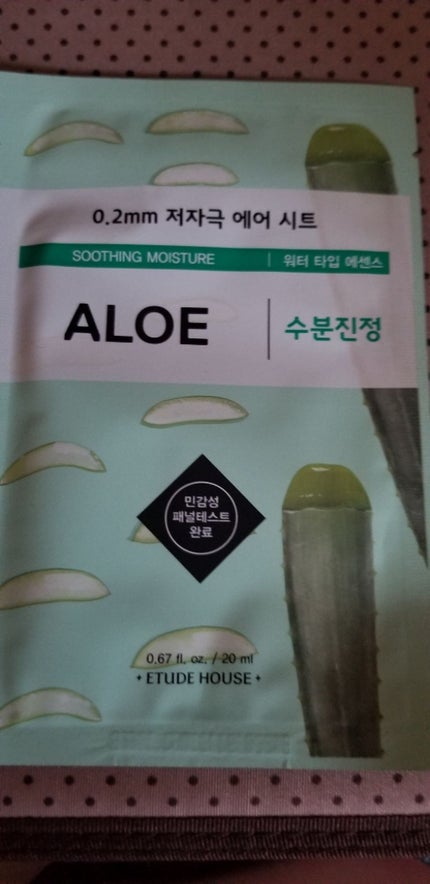 0.2mm 저자극 에어 시트
SOOTHING MOISTURE | 워터 타입 에센스
ALOE | 수분진정
민감성
패널테스트
완료
0.67 fl. oz. / 20 ml
ETUDE HOUSE